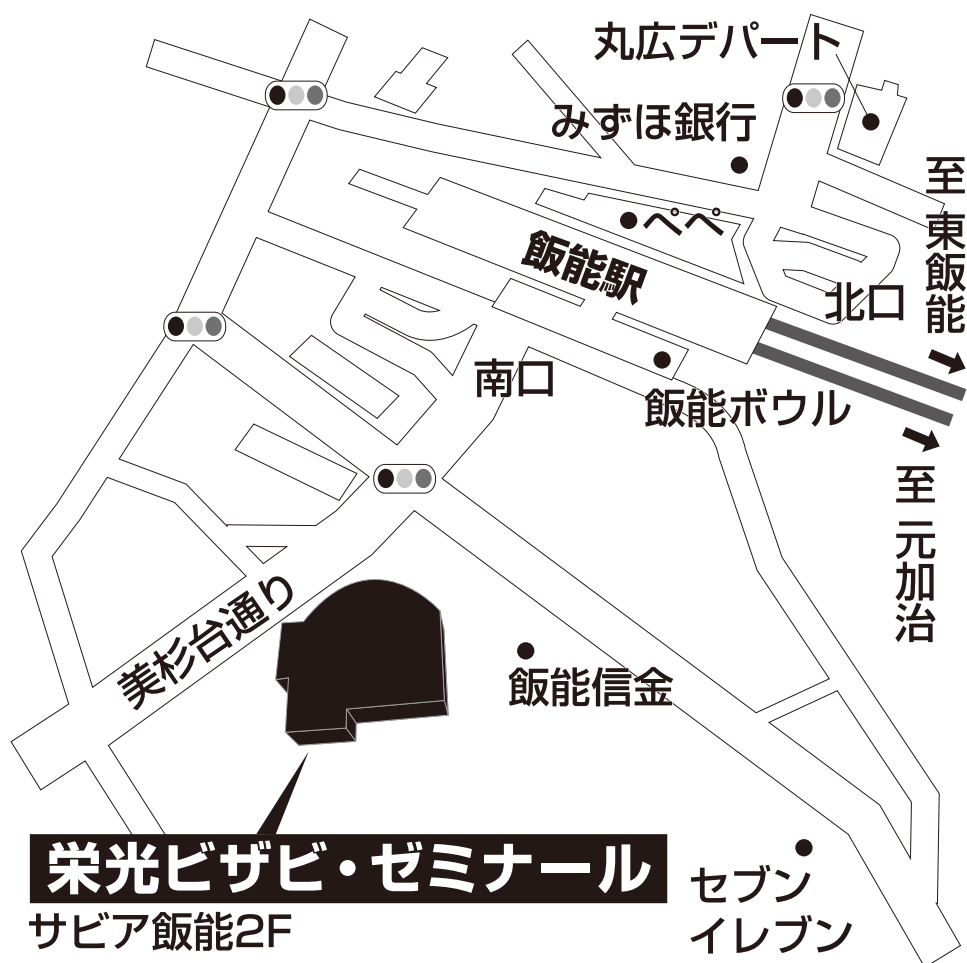 丸広デパート
みずほ銀行
至 東飯能
ペペ
飯能駅
北口
南口
飯能ボウル
至 元加治
美杉台通り
飯能信金
栄光ビザビ・ゼミナール
サビア飯能2F
セブン
イレブン